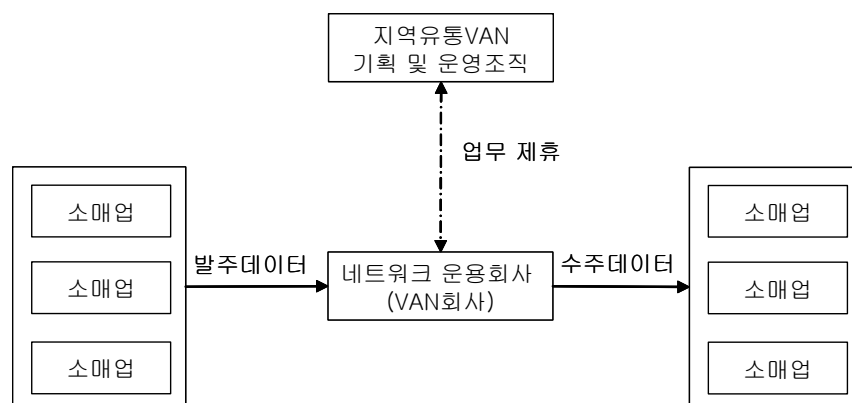 지역유통VAN
기획 및 운영조직
업무 제휴
소매업
소매업
소매업
발주데이터
네트워크 운용회사
(VAN회사)
수주데이터
소매업
소매업
소매업